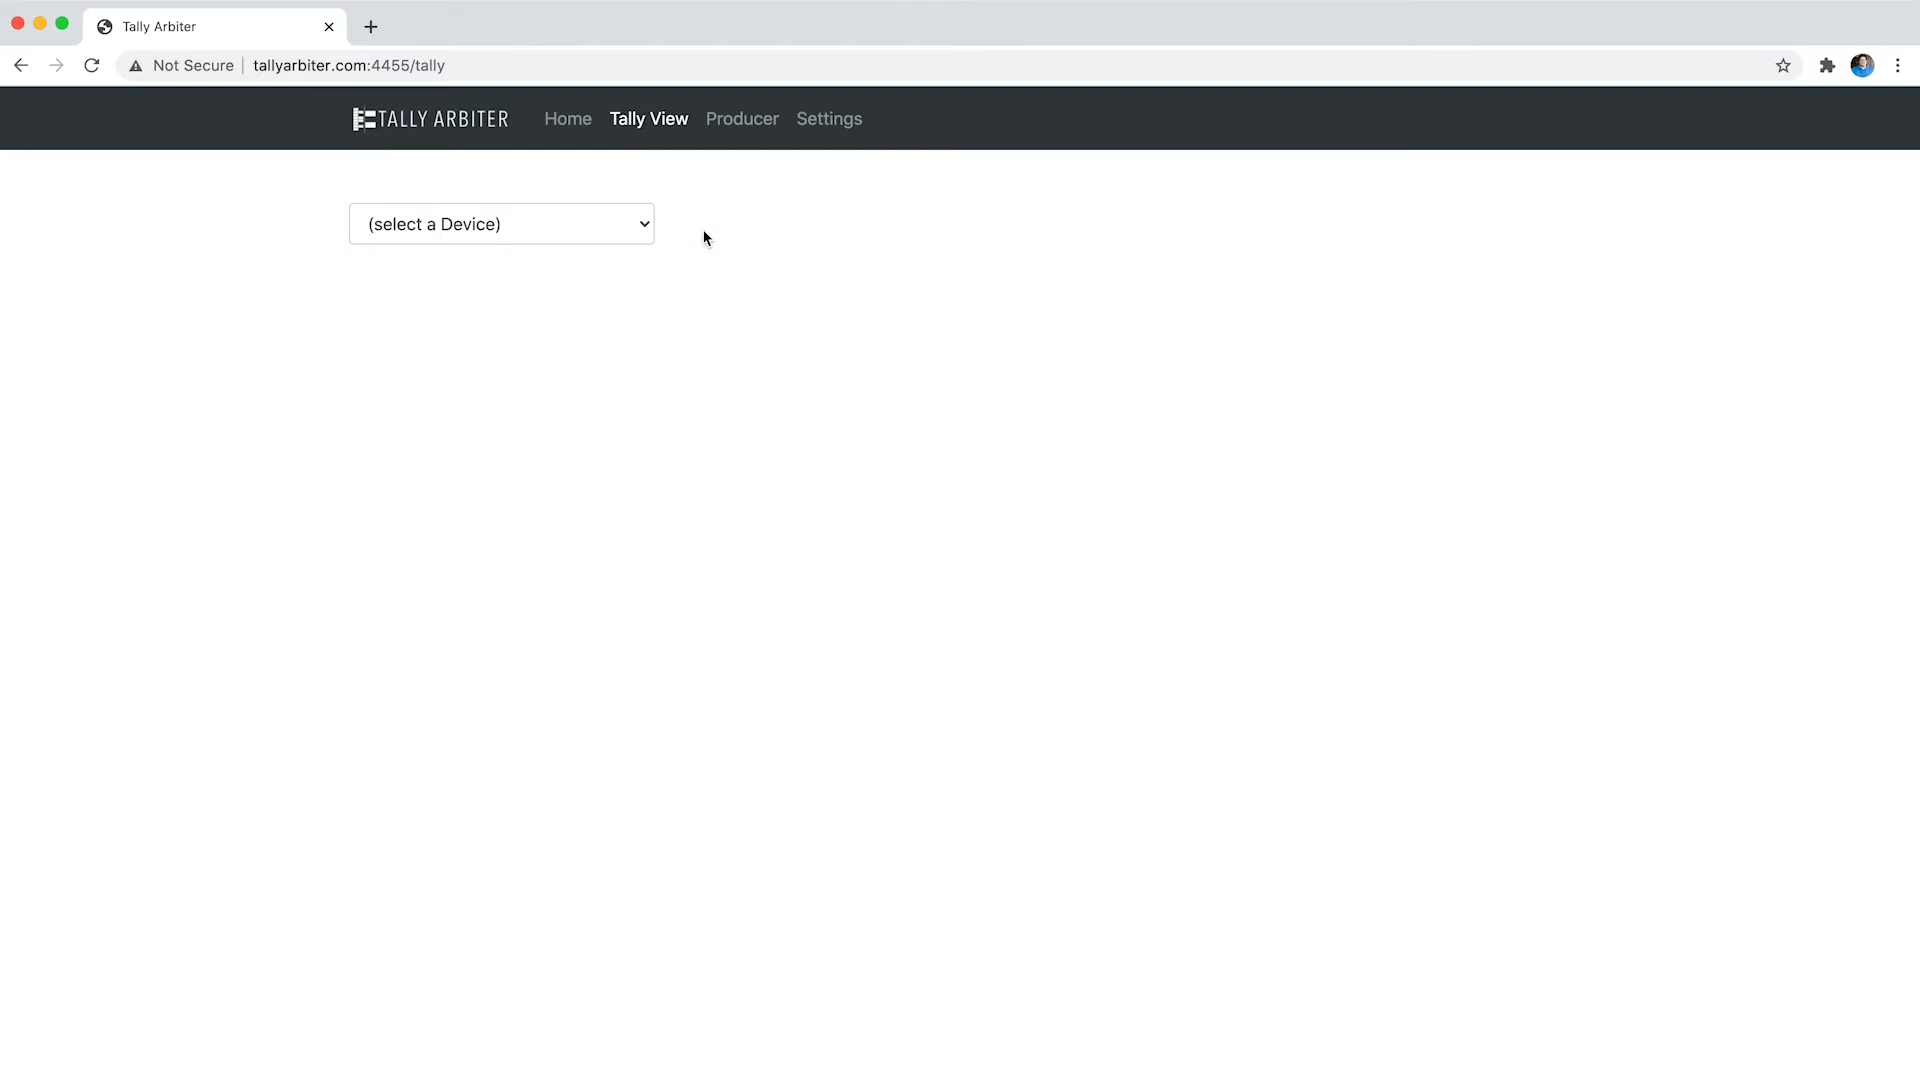 Tally Arbiter
Not Secure | tallyarbiter.com:4455/tally
TALLY ARBITER Home Tally View Producer Settings
(select a Device)